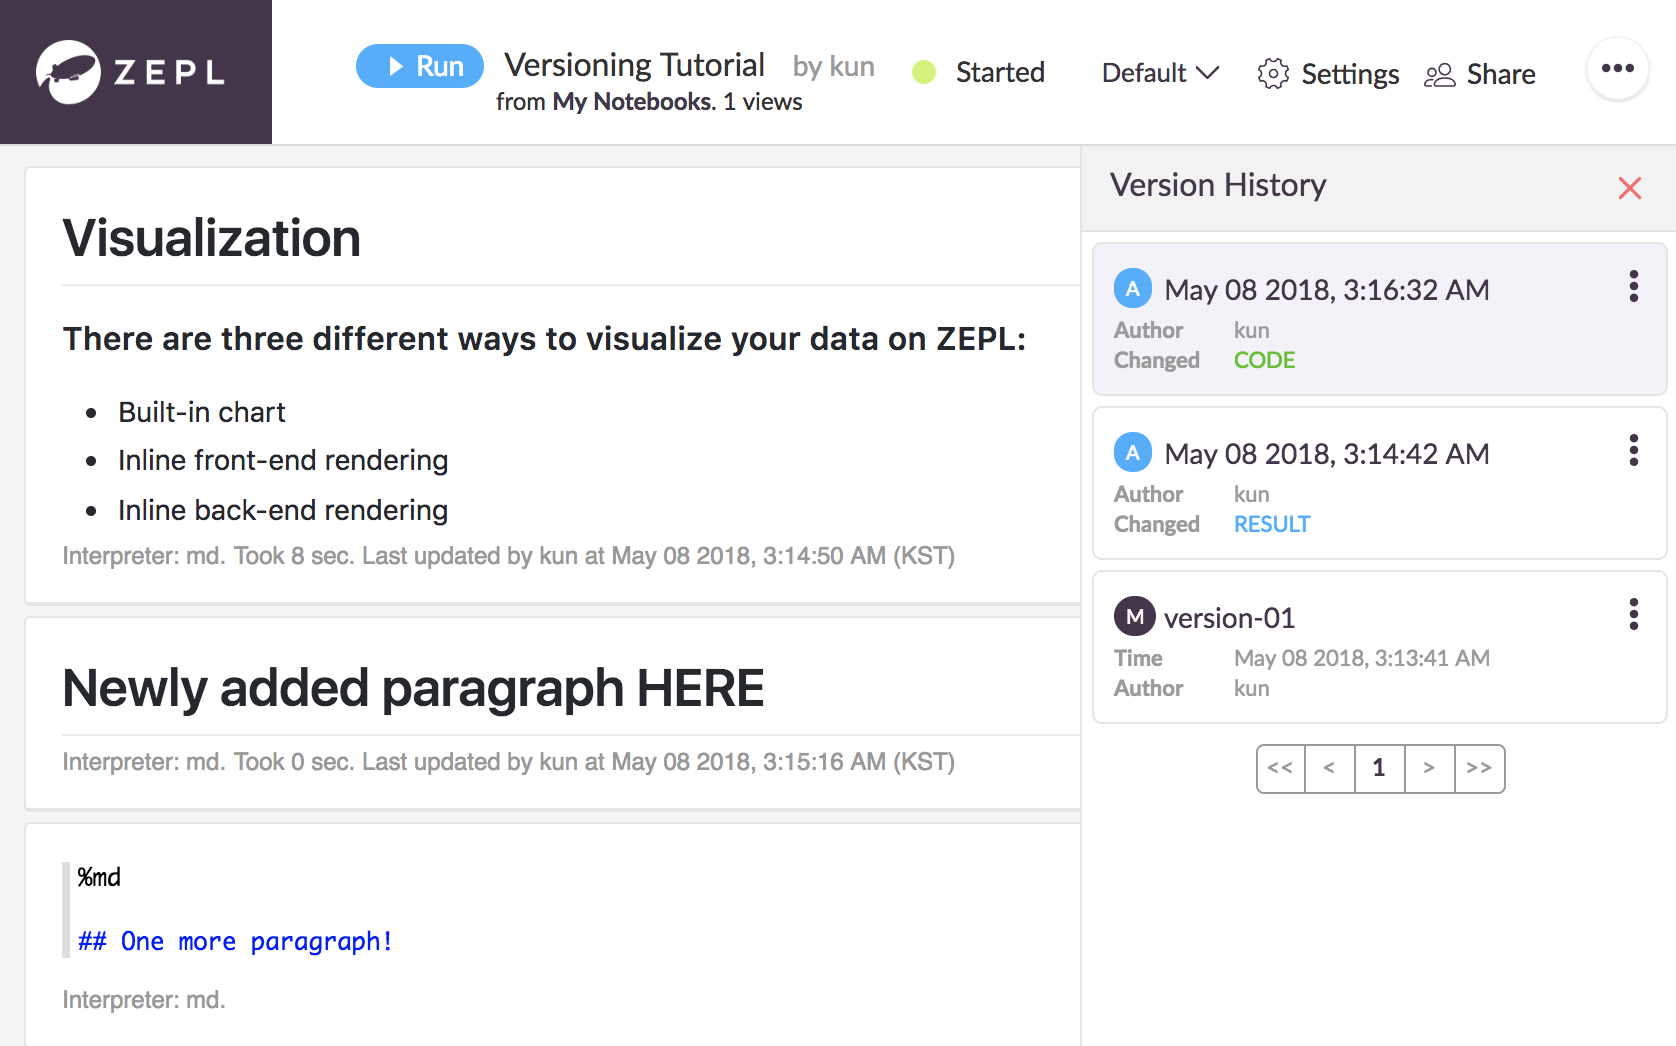 ZEPL
Run
Versioning Tutorial by kun
from My Notebooks. 1 views
Started
Default
Settings
Share
Visualization
There are three different ways to visualize your data on ZEPL:
• Built-in chart
• Inline front-end rendering
• Inline back-end rendering
Interpreter: md. Took 8 sec. Last updated by kun at May 08 2018, 3:14:50 AM (KST)
Newly added paragraph HERE
Interpreter: md. Took 0 sec. Last updated by kun at May 08 2018, 3:15:16 AM (KST)
%md
## One more paragraph!
Interpreter: md.
Version History
A May 08 2018, 3:16:32 AM
Author kun
Changed CODE
A May 08 2018, 3:14:42 AM
Author kun
Changed RESULT
M version-01
Time May 08 2018, 3:13:41 AM
Author kun
<< < 1 > >>